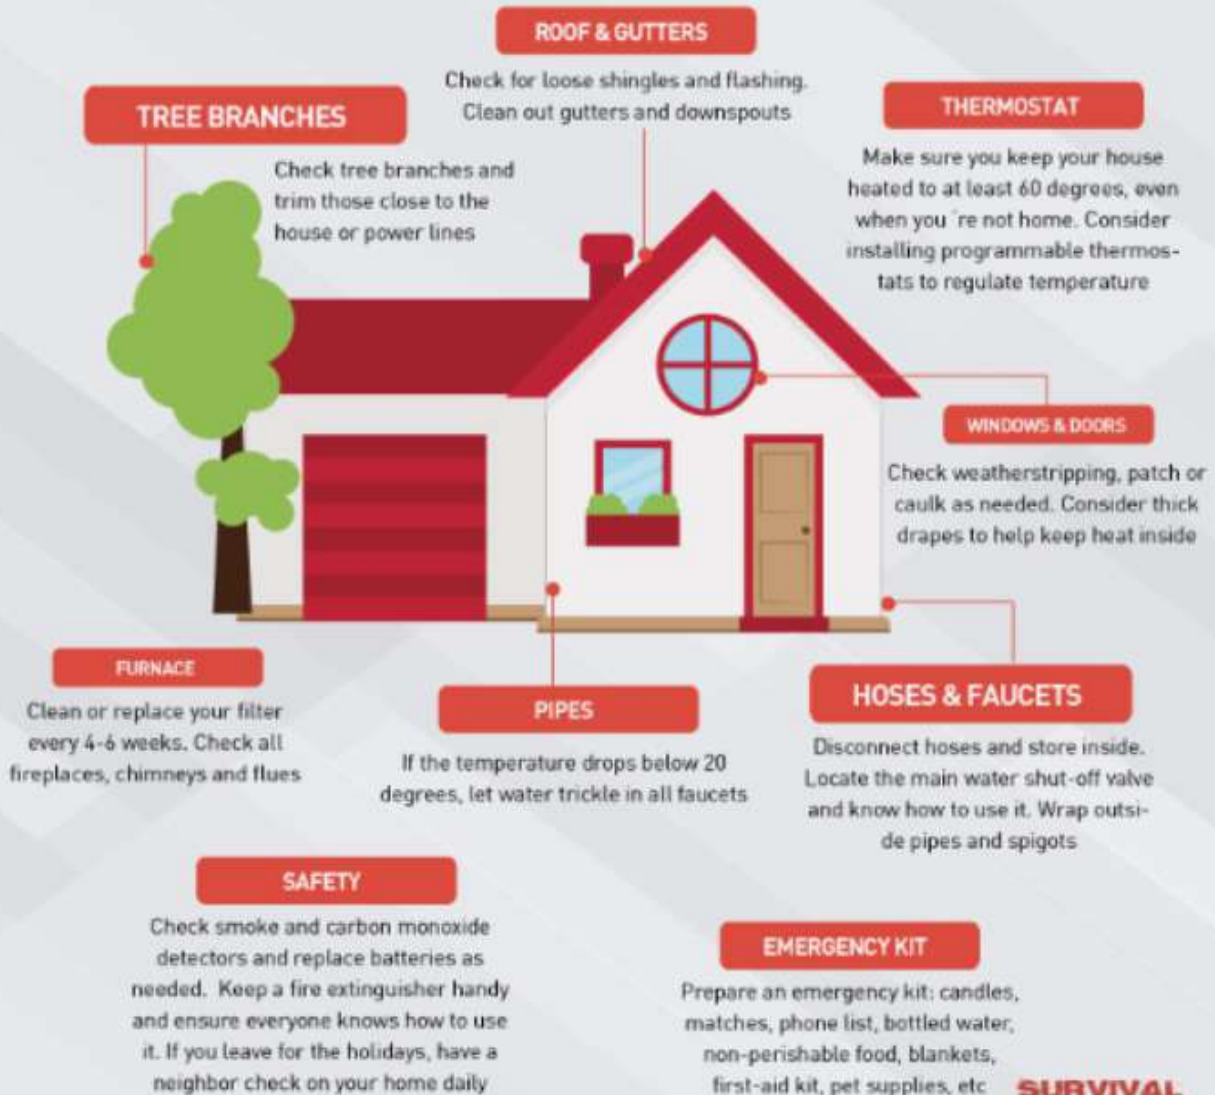 ROOF & GUTTERS
Check for loose shingles and flashing.
Clean out gutters and downspouts
TREE BRANCHES
Check tree branches and
trim those close to the
house or power lines
THERMOSTAT
Make sure you keep your house
heated to at least 60 degrees, even
when you ´re not home. Consider
installing programmable thermos-
tats to regulate temperature
WINDOWS & DOORS
Check weatherstripping, patch or
caulk as needed. Consider thick
drapes to help keep heat inside
FURNACE
Clean or replace your filter
every 4-6 weeks. Check all
fireplaces, chimneys and flues
PIPES
If the temperature drops below 20
degrees, let water trickle in all faucets
HOSES & FAUCETS
Disconnect hoses and store inside.
Locate the main water shut-off valve
and know how to use it. Wrap outsi-
de pipes and spigots
SAFETY
Check smoke and carbon monoxide
detectors and replace batteries as
needed. Keep a fire extinguisher handy
and ensure everyone knows how to use
it. If you leave for the holidays, have a
neighbor check on your home daily
EMERGENCY KIT
Prepare an emergency kit: candles,
matches, phone list, bottled water,
non-perishable food, blankets,
first-aid kit, pet supplies, etc
SURVIVAL